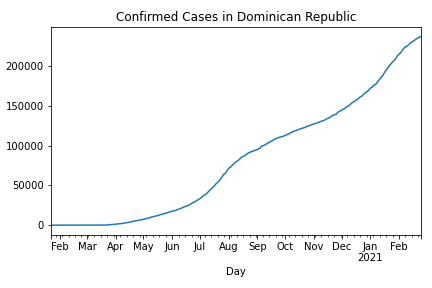 Confirmed Cases in Dominican Republic
200000
150000
100000
50000
0
Feb Mar Apr May Jun Jul Aug Sep Oct Nov Dec Jan Feb
2021
Day